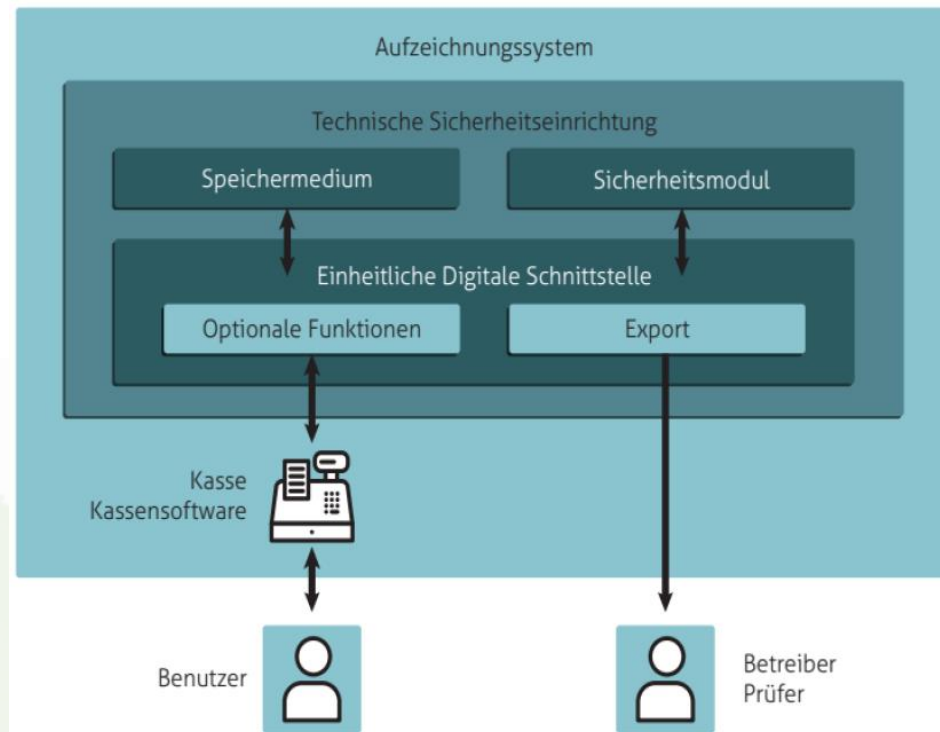 Aufzeichnungssystem
Technische Sicherheitseinrichtung
Speichermedium
Sicherheitsmodul
Einheitliche Digitale Schnittstelle
Optionale Funktionen
Export
Kasse
Kassensoftware
Benutzer
Betreiber
Prüfer